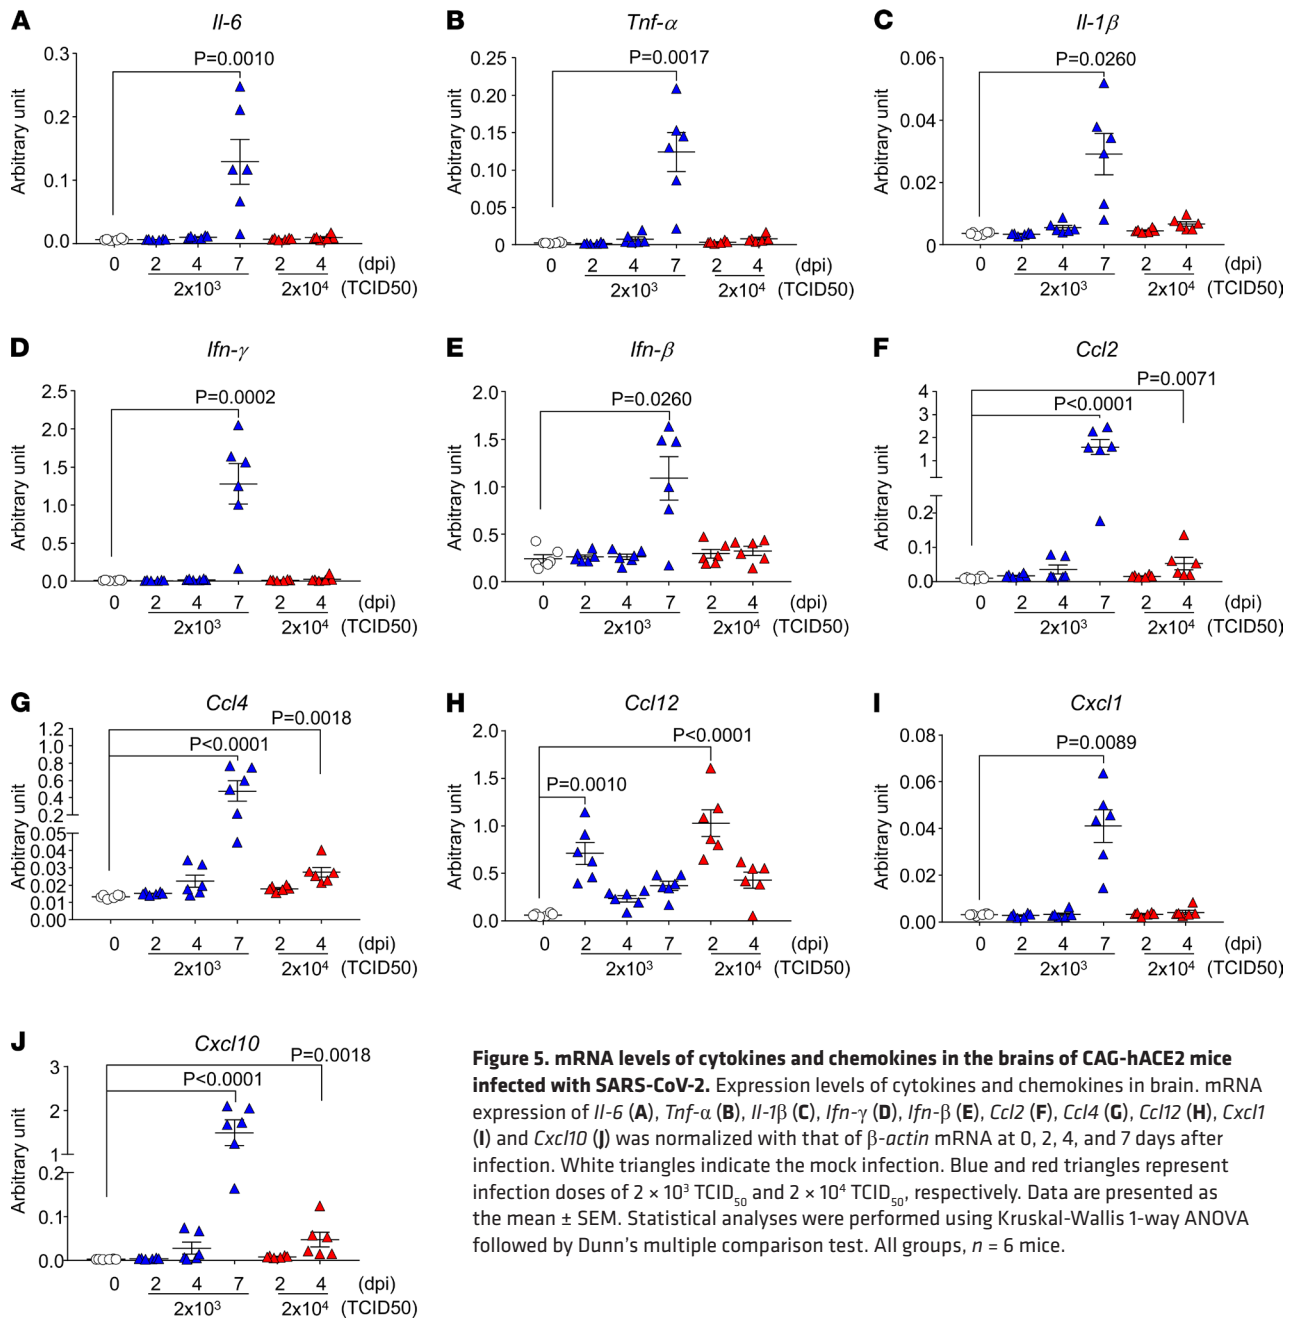 A
Il-6
P=0.0010
Arbitrary unit
0.3
0.2
0.1
0.0
0 2 4 7 2 4 (dpi)
2x10³ 2x10⁴ (TCID50)
B
Tnf-α
P=0.0017
Arbitrary unit
0.25
0.20
0.15
0.10
0.05
0
0 2 4 7 2 4 (dpi)
2x10³ 2x10⁴ (TCID50)
C
Il-1β
P=0.0260
Arbitrary unit
0.06
0.04
0.02
0
0 2 4 7 2 4 (dpi)
2x10³ 2x10⁴ (TCID50)
D
Ifn-γ
P=0.0002
Arbitrary unit
2.5
2.0
1.5
1.0
0.5
0.0
0 2 4 7 2 4 (dpi)
2x10³ 2x10⁴ (TCID50)
E
Ifn-β
P=0.0260
Arbitrary unit
2.0
1.5
1.0
0.5
0.0
0 2 4 7 2 4 (dpi)
2x10³ 2x10⁴ (TCID50)
F
Ccl2
P=0.0071
P<0.0001
Arbitrary unit
4
3
2
1
0.2
0.1
0.0
0 2 4 7 2 4 (dpi)
2x10³ 2x10⁴ (TCID50)
G
Ccl4
P=0.0018
P<0.0001
Arbitrary unit
1.2
1.0
0.8
0.6
0.4
0.2
0.05
0.04
0.03
0.02
0.01
0.00
0 2 4 7 2 4 (dpi)
2x10³ 2x10⁴ (TCID50)
H
Ccl12
P<0.0001
P=0.0010
Arbitrary unit
2.0
1.5
1.0
0.5
0.0
0 2 4 7 2 4 (dpi)
2x10³ 2x10⁴ (TCID50)
I
Cxcl1
P=0.0089
Arbitrary unit
0.08
0.06
0.04
0.02
0.00
0 2 4 7 2 4 (dpi)
2x10³ 2x10⁴ (TCID50)
J
Cxcl10
P=0.0018
P<0.0001
Arbitrary unit
3
2
1
0.2
0.1
0.0
0 2 4 7 2 4 (dpi)
2x10³ 2x10⁴ (TCID50)
Figure 5. mRNA levels of cytokines and chemokines in the brains of CAG-hACE2 mice
infected with SARS-CoV-2. Expression levels of cytokines and chemokines in brain. mRNA
expression of Il-6 (A), Tnf-α (B), Il-1β (C), Ifn-γ (D), Ifn-β (E), Ccl2 (F), Ccl4 (G), Ccl12 (H), Cxcl1
(I) and Cxcl10 (J) was normalized with that of β-actin mRNA at 0, 2, 4, and 7 days after
infection. White triangles indicate the mock infection. Blue and red triangles represent
infection doses of 2 × 10³ TCID₅₀ and 2 × 10⁴ TCID₅₀, respectively. Data are presented as
the mean ± SEM. Statistical analyses were performed using Kruskal-Wallis 1-way ANOVA
followed by Dunn’s multiple comparison test. All groups, n = 6 mice.